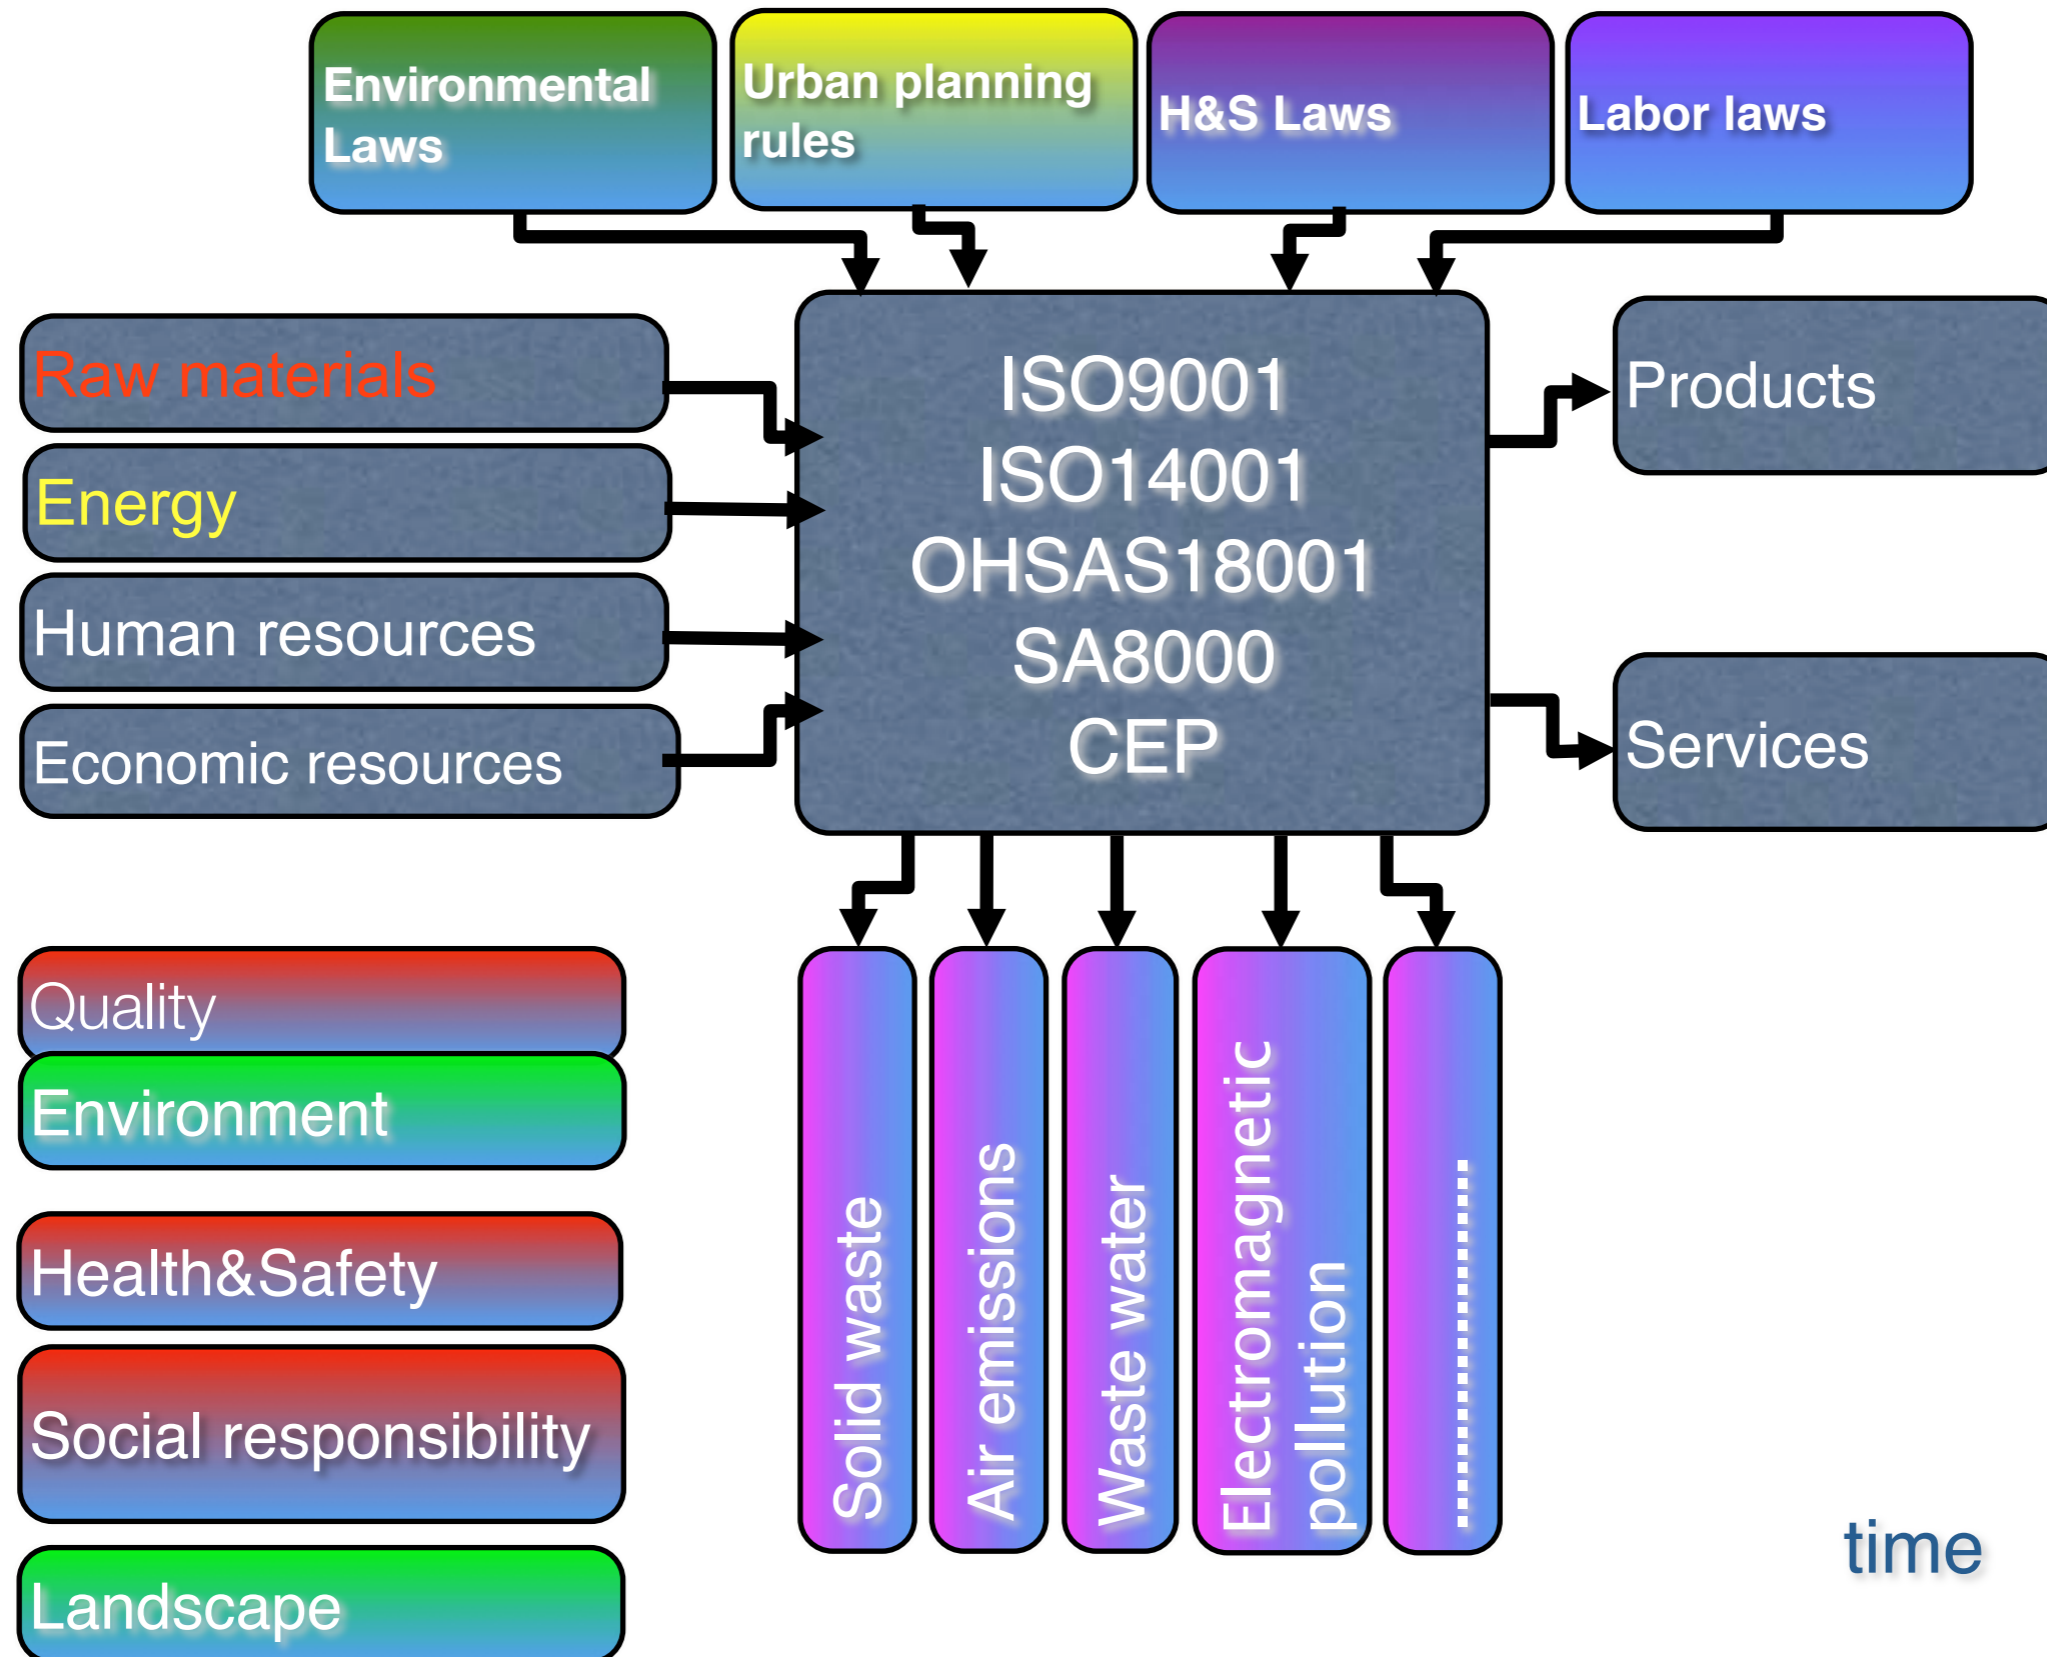 Environmental
Laws
Urban planning
rules
H&S Laws
Labor laws
Raw materials
Energy
Human resources
Economic resources
ISO9001
ISO14001
OHSAS18001
SA8000
CEP
Products
Services
Quality
Environment
Health&Safety
Social responsibility
Landscape
Solid waste
Air emissions
Waste water
Electromagnetic
pollution
.....................
time